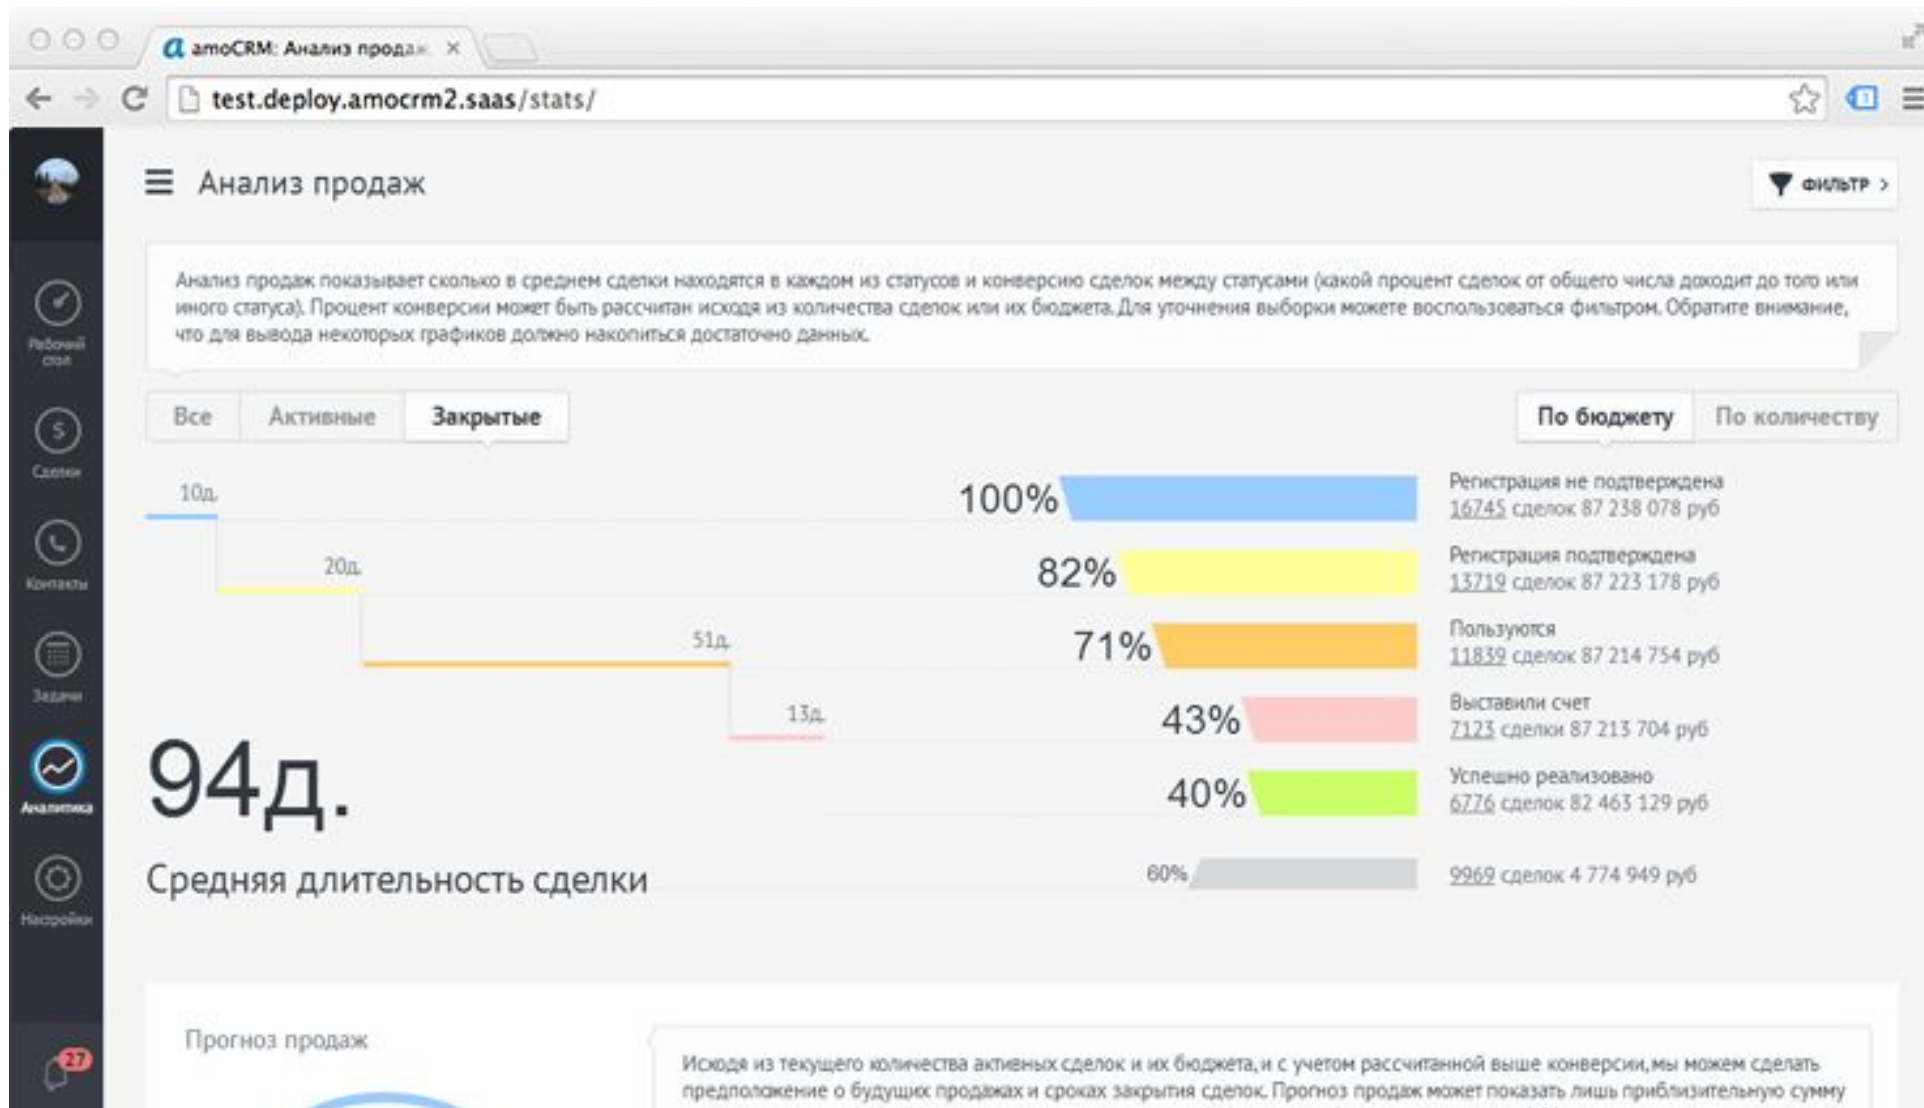 amoCRM: Анализ продаж
test.deploy.amocrm2.saas/stats/
Анализ продаж
ФИЛЬТР
Анализ продаж показывает сколько в среднем сделки находятся в каждом из статусов и конверсию сделок между статусами (какой процент сделок от общего числа доходит до того или
иного статуса). Процент конверсии может быть рассчитан исходя из количества сделок или их бюджета. Для уточнения выборки можете воспользоваться фильтром. Обратите внимание,
что для вывода некоторых графиков должно накопиться достаточно данных.
Рабочий
стол
Сделки
Контакты
Задачи
Аналитика
Настройки
27
Все
Активные
Закрытые
По бюджету
По количеству
10д.
100%
Регистрация не подтверждена
16745 сделок 87 238 078 руб
20д.
82%
Регистрация подтверждена
13719 сделок 87 223 178 руб
51д.
71%
Пользуются
11839 сделок 87 214 754 руб
13д.
43%
Выставили счет
7123 сделки 87 213 704 руб
94д.
40%
Успешно реализовано
6776 сделок 82 463 129 руб
Средняя длительность сделки
60%
9969 сделок 4 774 949 руб
Прогноз продаж
Исходя из текущего количества активных сделок и их бюджета, и с учетом рассчитанной выше конверсии, мы можем сделать
предположение о будущих продажах и сроках закрытия сделок. Прогноз продаж может показать лишь приблизительную сумму